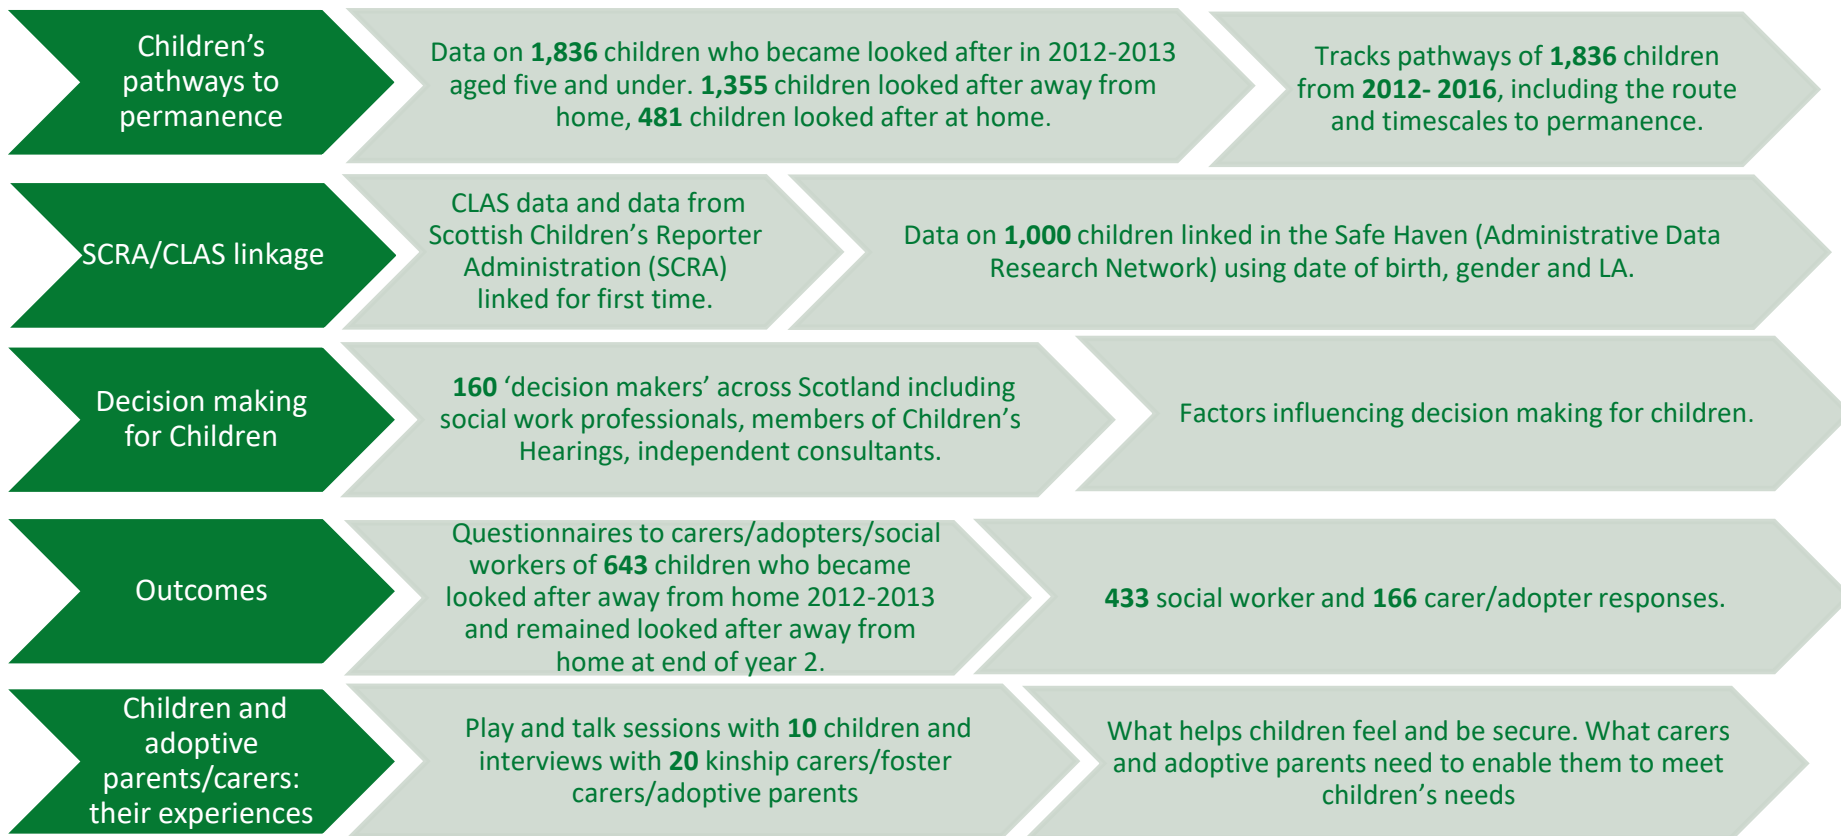 Children's
pathways to
permanence
Data on 1,836 children who became looked after in 2012-2013
aged five and under. 1,355 children looked after away from
home, 481 children looked after at home.
Tracks pathways of 1,836 children
from 2012- 2016, including the route
and timescales to permanence.
SCRA/CLAS linkage
CLAS data and data from
Scottish Children's Reporter
Administration (SCRA)
linked for first time.
Data on 1,000 children linked in the Safe Haven (Administrative Data
Research Network) using date of birth, gender and LA.
Decision making
for Children
160 ‘decision makers’ across Scotland including
social work professionals, members of Children's
Hearings, independent consultants.
Factors influencing decision making for children.
Outcomes
Questionnaires to carers/adopters/social
workers of 643 children who became
looked after away from home 2012-2013
and remained looked after away from
home at end of year 2.
433 social worker and 166 carer/adopter responses.
Children and
adoptive
parents/carers:
their experiences
Play and talk sessions with 10 children and
interviews with 20 kinship carers/foster
carers/adoptive parents
What helps children feel and be secure. What carers
and adoptive parents need to enable them to meet
children's needs